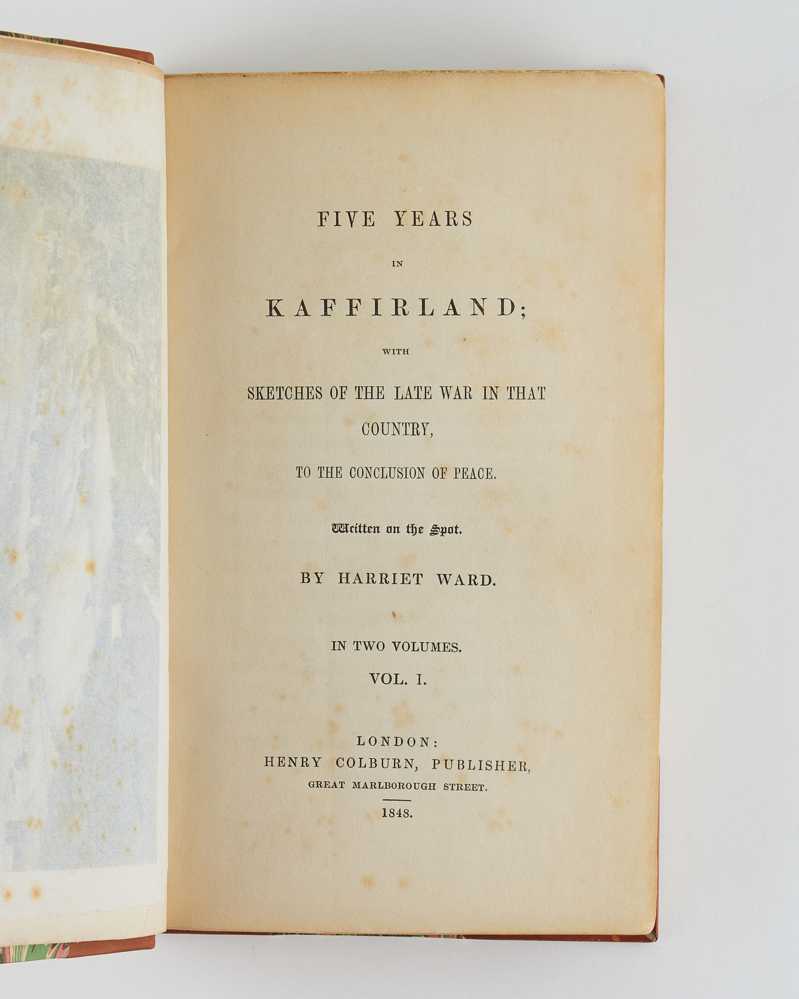 FIVE YEARS
IN
KAFFIRLAND;
WITH
SKETCHES OF THE LATE WAR IN THAT
COUNTRY,
TO THE CONCLUSION OF PEACE.
Written on the Spot.
BY HARRIET WARD.
IN TWO VOLUMES.
VOL. I.
LONDON:
HENRY COLBURN, PUBLISHER,
GREAT MARLBOROUGH STREET.
1848.